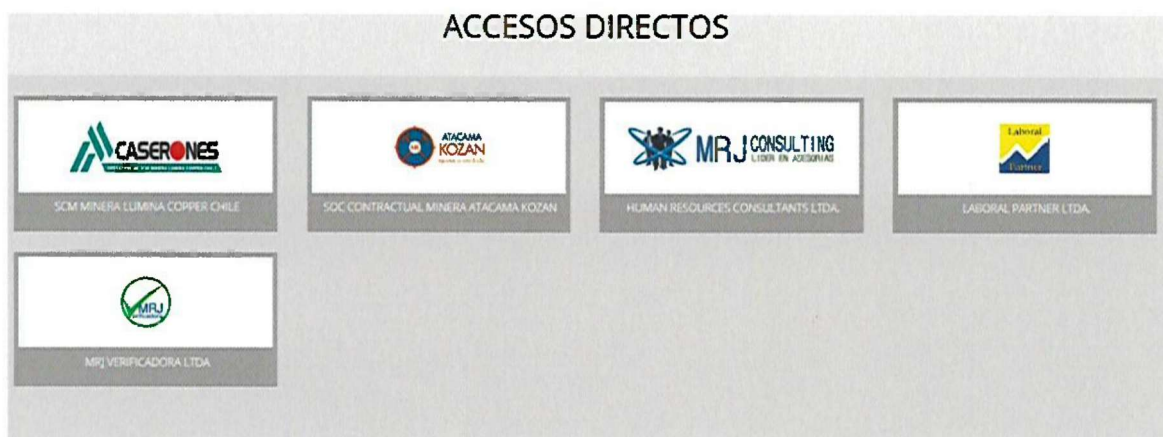 ACCESOS DIRECTOS
CASERONES
SCM MINERA LUMINA COPPER CHILE
ATACAMA
KOZAN
SOC CONTRACTUAL MINERA ATACAMA KOZAN
MRJ CONSULTING
LIDER EN ASESORIAS
HUMAN RESOURCES CONSULTANTS LTDA.
Laboral
Partner
LABORAL PARTNER LTDA.
MRJ
MRJ VERIFICADORA LTDA